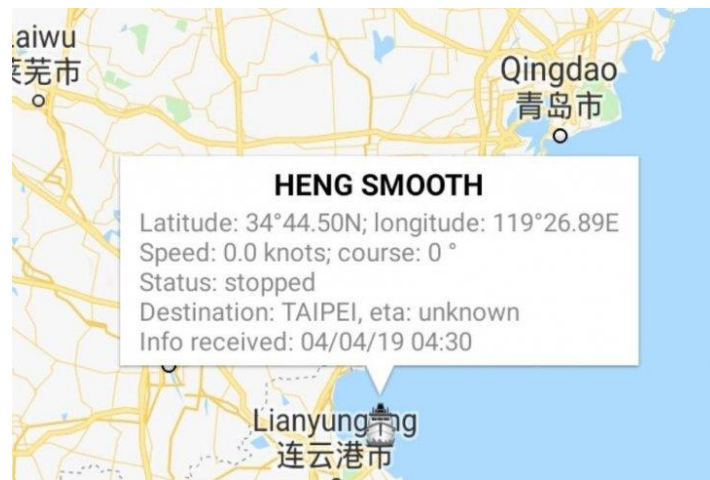 .aiwu
莱芜市
Qingdao
青岛市
HENG SMOOTH
Latitude: 34°44.50N; longitude: 119°26.89E
Speed: 0.0 knots; course: 0 °
Status: stopped
Destination: TAIPEI, eta: unknown
Info received: 04/04/19 04:30
Lianyungang
连云港市